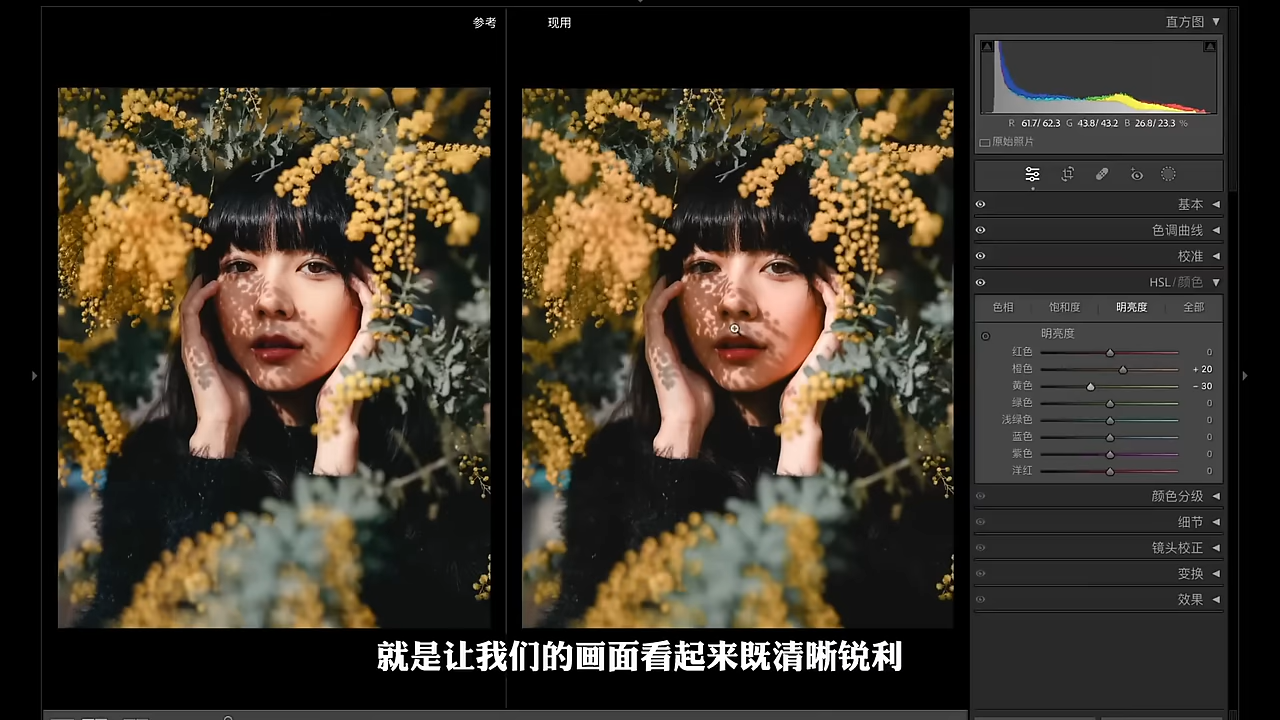 参考
现用
直方图
R 61.7/ 62.3 G 43.8/ 43.2 B 26.8/ 23.3 %
原始照片
基本
色调曲线
校准
HSL / 颜色
色相 饱和度 明亮度 全部
明亮度
红色 0
橙色 + 20
黄色 − 30
绿色 0
浅绿色 0
蓝色 0
紫色 0
洋红 0
颜色分级
细节
镜头校正
变换
效果
就是让我们的画面看起来既清晰锐利